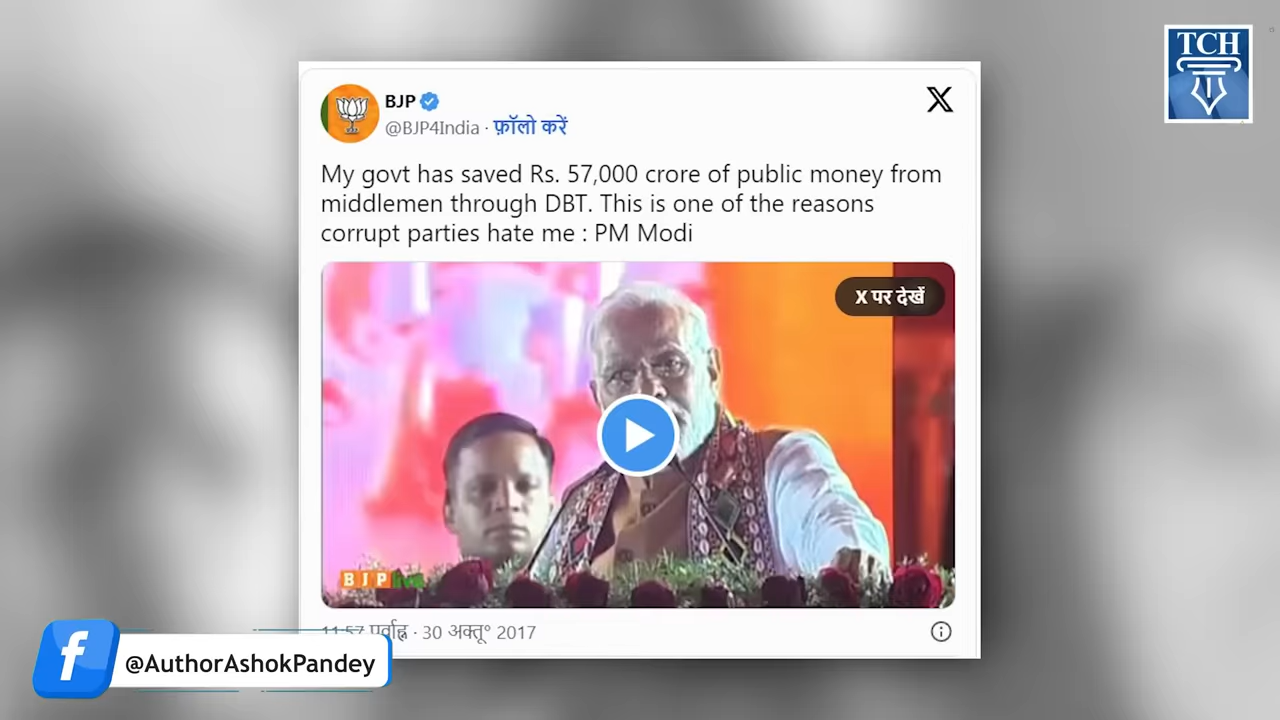 TCH
BJP
@BJP4India · फ़ॉलो करें
My govt has saved Rs. 57,000 crore of public money from
middlemen through DBT. This is one of the reasons
corrupt parties hate me : PM Modi
X पर देखें
BJP live
11:57 पूर्वाह्न · 30 अक्तू॰ 2017
@AuthorAshokPandey